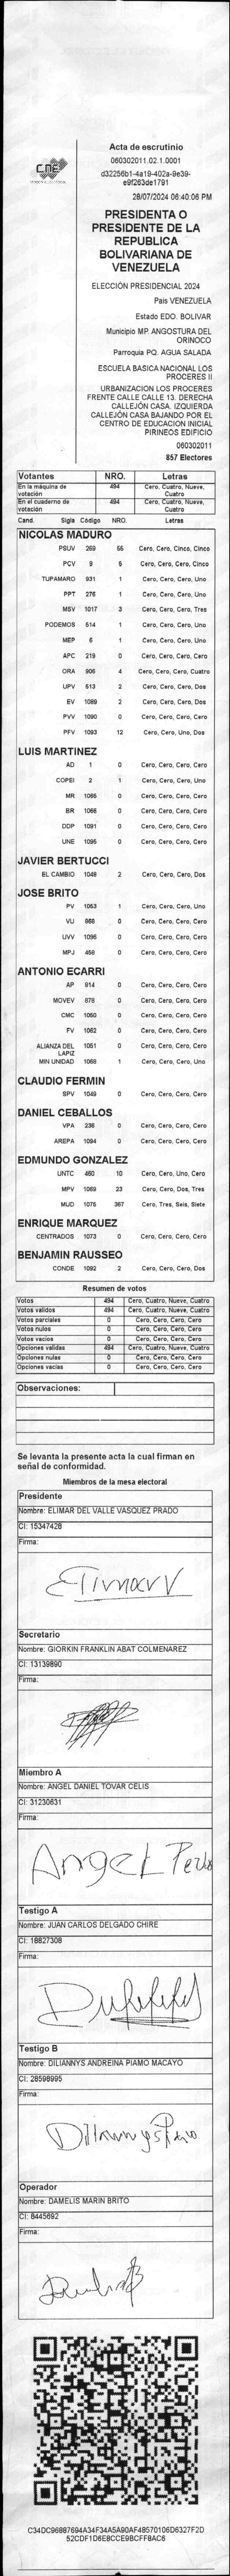 CNE
Acta de escrutinio
060302011.02.1.0001
d32256b1-4a19-402a-9e39-
e9f263de1791
28/07/2024 06:40:06 PM
PRESIDENTA O
PRESIDENTE DE LA
REPUBLICA
BOLIVARIANA DE
VENEZUELA
ELECCIÓN PRESIDENCIAL 2024
Pais VENEZUELA
Estado EDO. BOLIVAR
Municipio MP. ANGOSTURA DEL
ORINOCO
Parroquia PQ. AGUA SALADA
ESCUELA BASICA NACIONAL LOS
PROCERES II
URBANIZACION LOS PROCERES
FRENTE CALLE CALLE 13. DERECHA
CALLEJÓN CASA. IZQUIERDA
CALLEJÓN CASA BAJANDO POR EL
CENTRO DE EDUCACION INICIAL
PIRINEOS EDIFICIO
060302011
857 Electores
Votantes NRO. Letras
En la máquina de votación 494 Cero, Cuatro, Nueve, Cuatro
En el cuaderno de votación 494 Cero, Cuatro, Nueve, Cuatro
Cand. Sigla Código NRO. Letras
NICOLAS MADURO
PSUV 269 55 Cero, Cero, Cinco, Cinco
PCV 9 5 Cero, Cero, Cero, Cinco
TUPAMARO 931 1 Cero, Cero, Cero, Uno
PPT 276 1 Cero, Cero, Cero, Uno
MSV 1017 3 Cero, Cero, Cero, Tres
PODEMOS 514 1 Cero, Cero, Cero, Uno
MEP 6 1 Cero, Cero, Cero, Uno
APC 219 0 Cero, Cero, Cero, Cero
ORA 906 4 Cero, Cero, Cero, Cuatro
UPV 513 2 Cero, Cero, Cero, Dos
EV 1089 2 Cero, Cero, Cero, Dos
PVV 1090 0 Cero, Cero, Cero, Cero
PFV 1093 12 Cero, Cero, Uno, Dos
LUIS MARTINEZ
AD 1 0 Cero, Cero, Cero, Cero
COPEI 2 1 Cero, Cero, Cero, Uno
MR 1065 0 Cero, Cero, Cero, Cero
BR 1066 0 Cero, Cero, Cero, Cero
DDP 1091 0 Cero, Cero, Cero, Cero
UNE 1095 0 Cero, Cero, Cero, Cero
JAVIER BERTUCCI
EL CAMBIO 1048 2 Cero, Cero, Cero, Dos
JOSE BRITO
PV 1053 1 Cero, Cero, Cero, Uno
VU 868 0 Cero, Cero, Cero, Cero
UVV 1096 0 Cero, Cero, Cero, Cero
MPJ 458 0 Cero, Cero, Cero, Cero
ANTONIO ECARRI
AP 814 0 Cero, Cero, Cero, Cero
MOVEV 878 0 Cero, Cero, Cero, Cero
CMC 1050 0 Cero, Cero, Cero, Cero
FV 1062 0 Cero, Cero, Cero, Cero
ALIANZA DEL LAPIZ 1051 0 Cero, Cero, Cero, Cero
MIN UNIDAD 1068 1 Cero, Cero, Cero, Uno
CLAUDIO FERMIN
SPV 1049 0 Cero, Cero, Cero, Cero
DANIEL CEBALLOS
VPA 236 0 Cero, Cero, Cero, Cero
AREPA 1094 0 Cero, Cero, Cero, Cero
EDMUNDO GONZALEZ
UNTC 460 10 Cero, Cero, Uno, Cero
MPV 1069 23 Cero, Cero, Dos, Tres
MUD 1075 367 Cero, Tres, Seis, Siete
ENRIQUE MARQUEZ
CENTRADOS 1073 0 Cero, Cero, Cero, Cero
BENJAMIN RAUSSEO
CONDE 1092 2 Cero, Cero, Cero, Dos
Resumen de votos
Votos 494 Cero, Cuatro, Nueve, Cuatro
Votos validos 494 Cero, Cuatro, Nueve, Cuatro
Votos parciales 0 Cero, Cero, Cero, Cero
Votos nulos 0 Cero, Cero, Cero, Cero
Votos vacios 0 Cero, Cero, Cero, Cero
Opciones validas 494 Cero, Cuatro, Nueve, Cuatro
Opciones nulas 0 Cero, Cero, Cero, Cero
Opciones vacias 0 Cero, Cero, Cero, Cero
Observaciones:
Se levanta la presente acta la cual firman en
señal de conformidad.
Miembros de la mesa electoral
Presidente
Nombre: ELIMAR DEL VALLE VASQUEZ PRADO
CI: 15347428
Firma:
Secretario
Nombre: GIORKIN FRANKLIN ABAT COLMENAREZ
CI: 13139890
Firma:
Miembro A
Nombre: ANGEL DANIEL TOVAR CELIS
CI: 31230631
Firma:
Angel
Testigo A
Nombre: JUAN CARLOS DELGADO CHIRE
CI: 18827308
Firma:
Testigo B
Nombre: DILIANNYS ANDREINA PIAMO MACAYO
CI: 28598995
Firma:
Operador
Nombre: DAMELIS MARIN BRITO
CI: 8445692
Firma:
C34DC96887694A34F34A5A90AF48570106D6327F2D
52CDF1D6E8CCE9BCFF8AC6